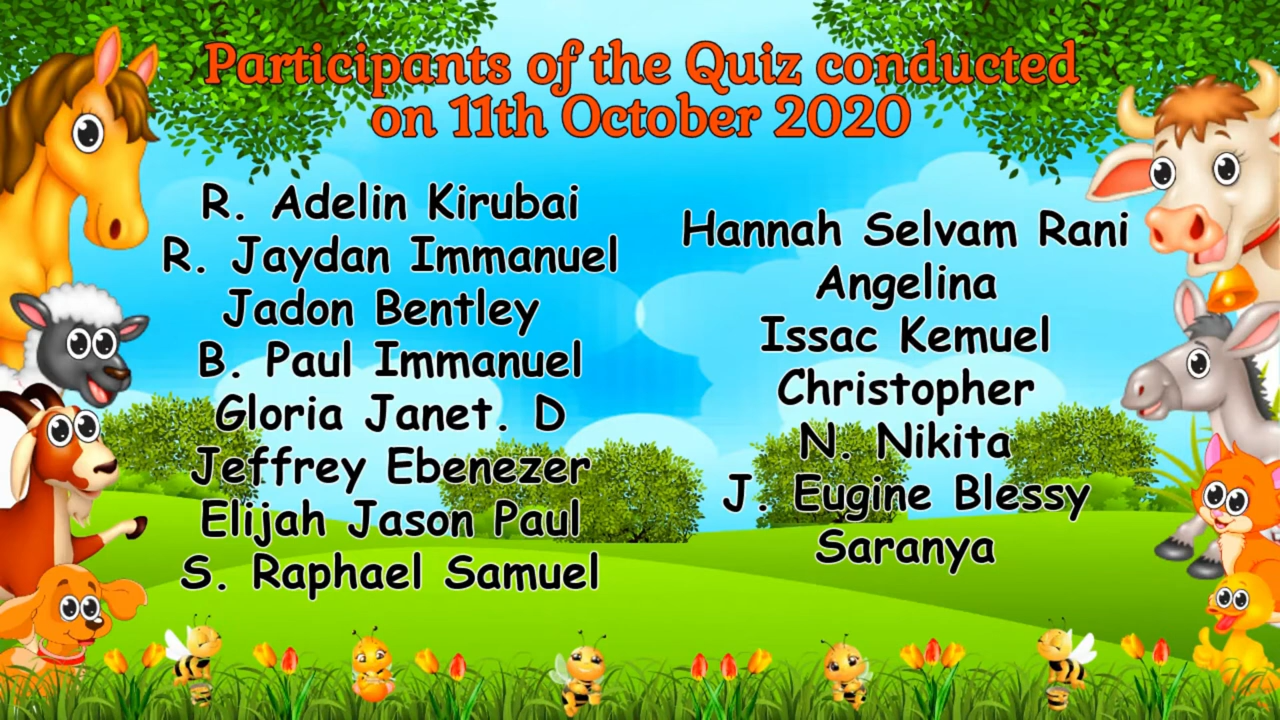 Participants of the Quiz conducted
on 11th October 2020
R. Adelin Kirubai
R. Jaydan Immanuel
Jadon Bentley
B. Paul Immanuel
Gloria Janet. D
Jeffrey Ebenezer
Elijah Jason Paul
S. Raphael Samuel
Hannah Selvam Rani
Angelina
Issac Kemuel
Christopher
N. Nikita
J. Eugine Blessy
Saranya